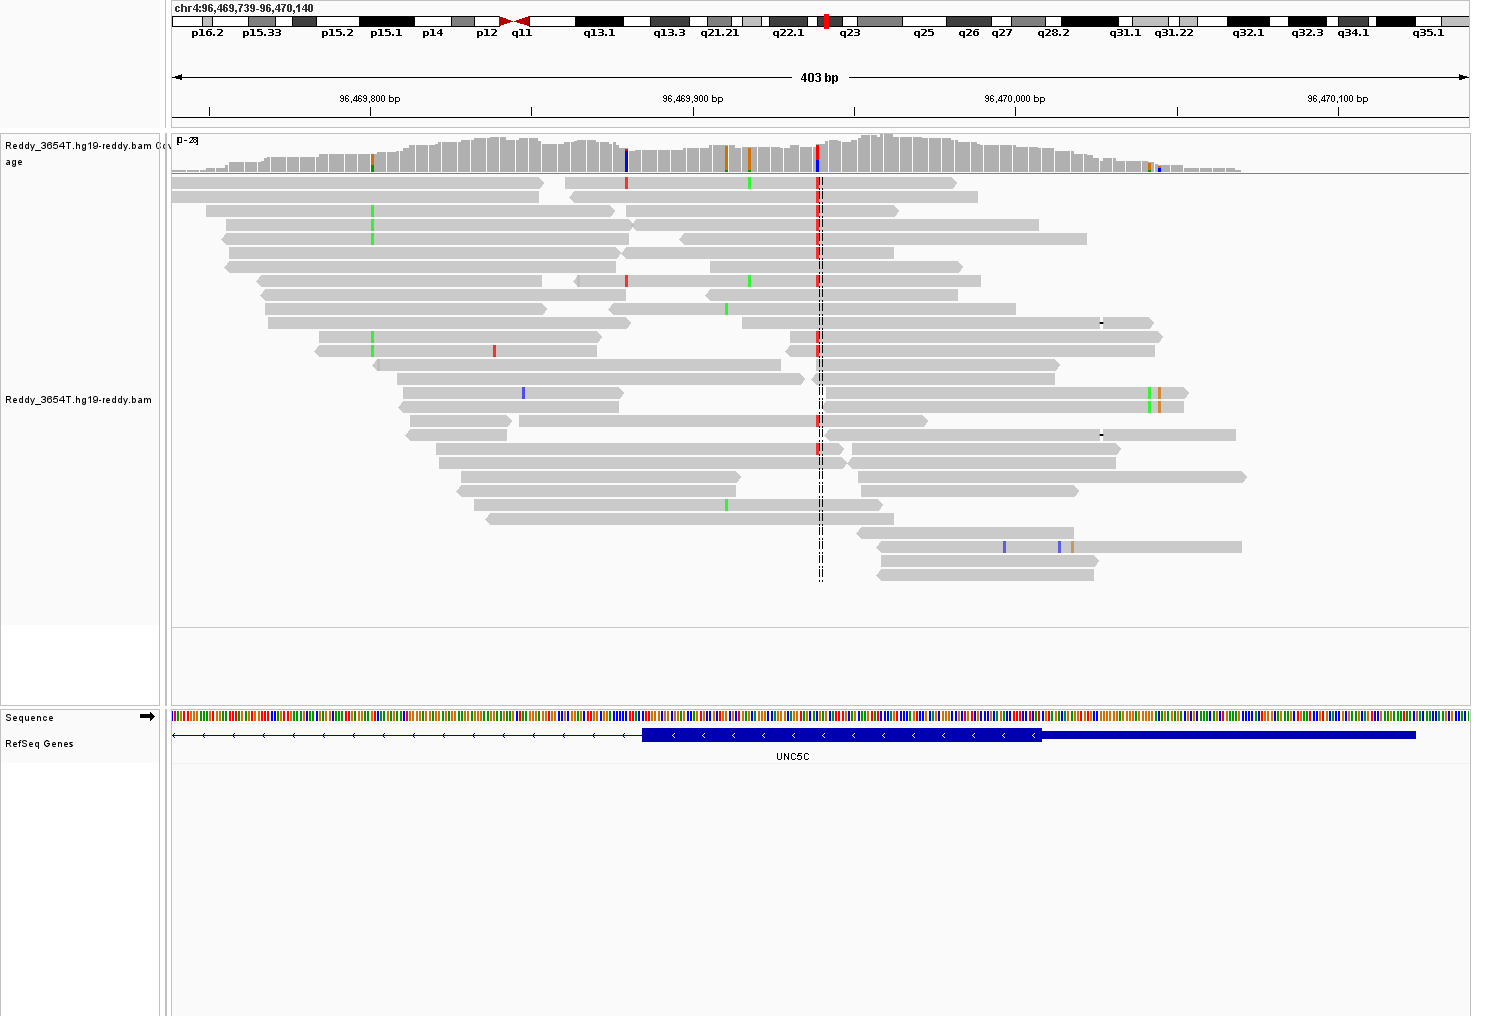 chr4:96,469,739-96,470,140
p16.2 p15.33 p15.2 p15.1 p14 p12 q11 q13.1 q13.3 q21.21 q22.1 q23 q25 q26 q27 q28.2 q31.1 q31.22 q32.1 q32.3 q34.1 q35.1
403 bp
96,469,800 bp 96,469,900 bp 96,470,000 bp 96,470,100 bp
Reddy_3654T.hg19-reddy.bam Cov
age
[0-28]
Reddy_3654T.hg19-reddy.bam
Sequence
RefSeq Genes
UNC5C